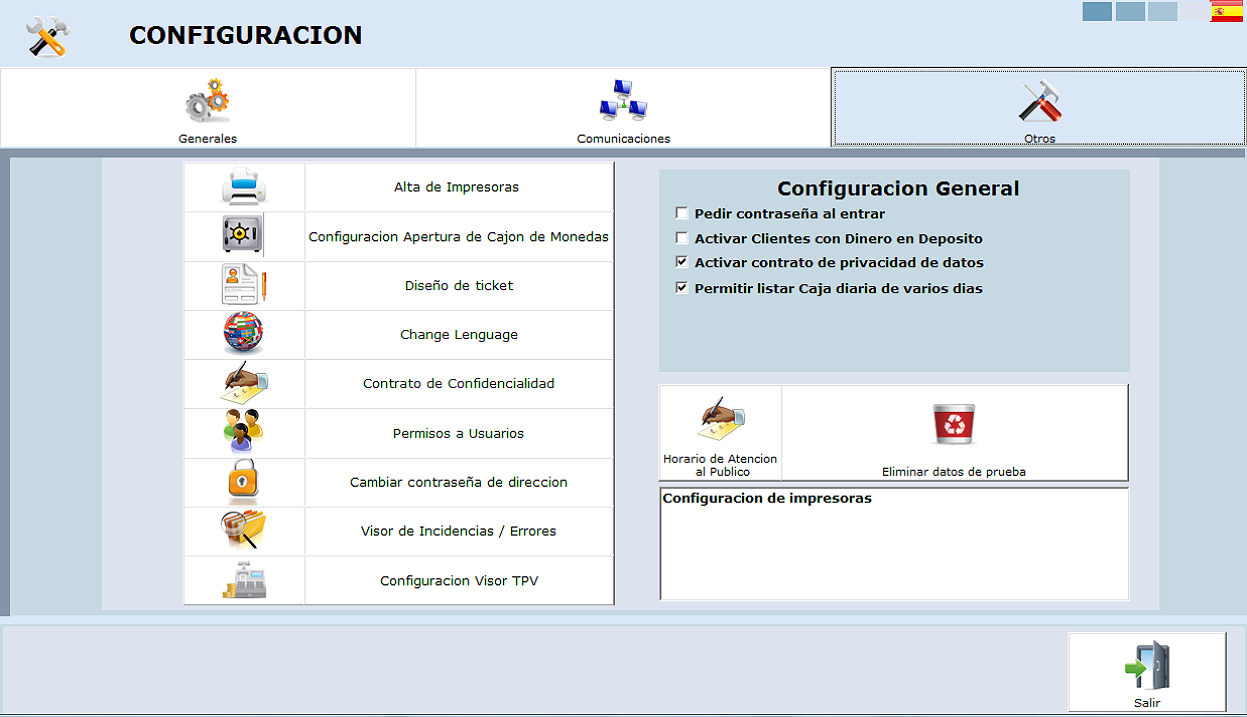 CONFIGURACION
Generales
Comunicaciones
Otros
Alta de Impresoras
Configuracion Apertura de Cajon de Monedas
Diseño de ticket
Change Lenguage
Contrato de Confidencialidad
Permisos a Usuarios
Cambiar contraseña de direccion
Visor de Incidencias / Errores
Configuracion Visor TPV
Configuracion General
Pedir contraseña al entrar
Activar Clientes con Dinero en Deposito
Activar contrato de privacidad de datos
Permitir listar Caja diaria de varios dias
Horario de Atencion
al Publico
Eliminar datos de prueba
Configuracion de impresoras
Salir